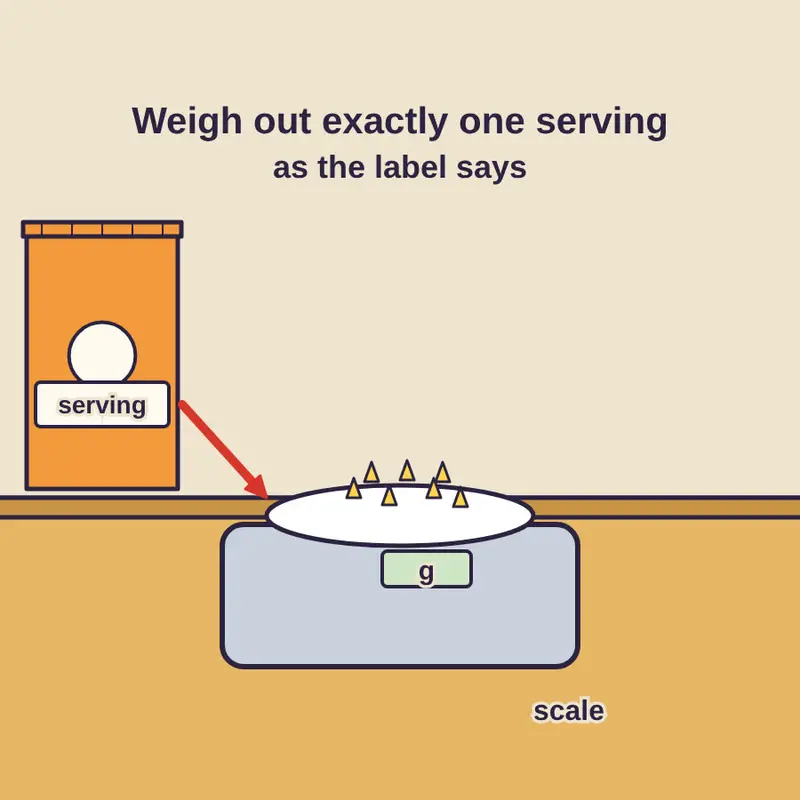 Weigh out exactly one serving
as the label says
serving
g
scale